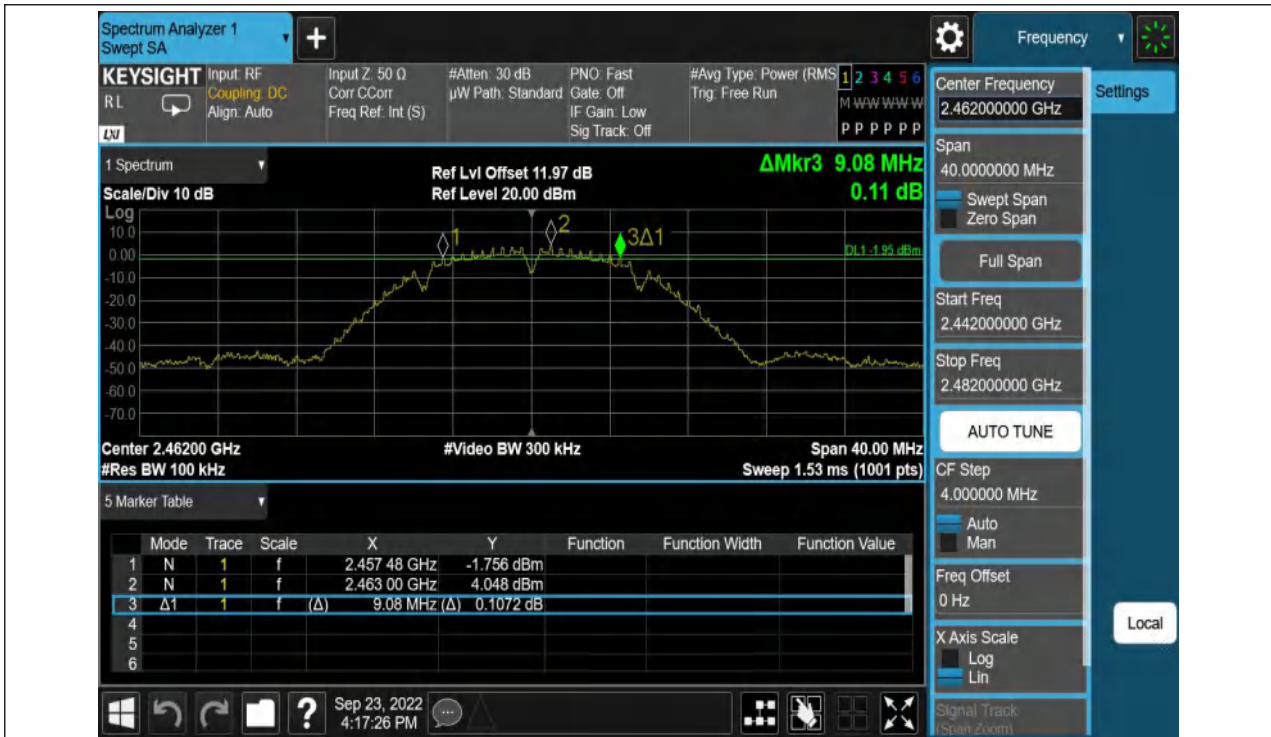 Spectrum Analyzer 1
Swept SA
+
Frequency
KEYSIGHT
RL
LXI
Input: RF
Coupling: DC
Align: Auto
Input Z: 50 Ω
Corr CCorr
Freq Ref: Int (S)
#Atten: 30 dB
µW Path: Standard
PNO: Fast
Gate: Off
IF Gain: Low
Sig Track: Off
#Avg Type: Power (RMS
Trig: Free Run
1 2 3 4 5 6
M W W W W W
P P P P P P
1 Spectrum
Scale/Div 10 dB
Ref Lvl Offset 11.97 dB
Ref Level 20.00 dBm
ΔMkr3 9.08 MHz
0.11 dB
Log
10.0
0.00
-10.0
-20.0
-30.0
-40.0
-50.0
-60.0
-70.0
1
2
3Δ1
DL1 -1.95 dBm
Center 2.46200 GHz
#Video BW 300 kHz
Span 40.00 MHz
#Res BW 100 kHz
Sweep 1.53 ms (1001 pts)
5 Marker Table
Mode Trace Scale X Y Function Function Width Function Value
1 N 1 f 2.457 48 GHz -1.756 dBm
2 N 1 f 2.463 00 GHz 4.048 dBm
3 Δ1 1 f (Δ) 9.08 MHz (Δ) 0.1072 dB
4
5
6
?
Sep 23, 2022
4:17:26 PM
Center Frequency
2.462000000 GHz
Span
40.0000000 MHz
Swept Span
Zero Span
Full Span
Start Freq
2.442000000 GHz
Stop Freq
2.482000000 GHz
AUTO TUNE
CF Step
4.000000 MHz
Auto
Man
Freq Offset
0 Hz
X Axis Scale
Log
Lin
Signal Track
(Span Zoom)
Settings
Local